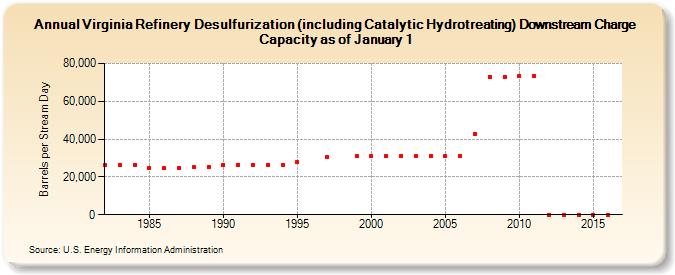 Annual Virginia Refinery Desulfurization (including Catalytic Hydrotreating) Downstream Charge
Capacity as of January 1
Barrels per Stream Day
80,000
60,000
40,000
20,000
0
1985 1990 1995 2000 2005 2010 2015
Source: U.S. Energy Information Administration